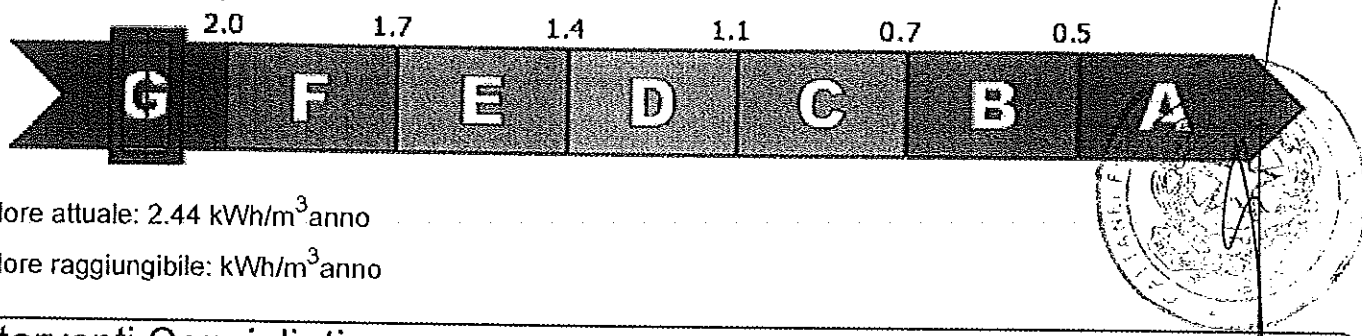 2.0 1.7 1.4 1.1 0.7 0.5
G F E D C B A
lore attuale: 2.44 kWh/m³anno
lore raggiungibile: kWh/m³anno